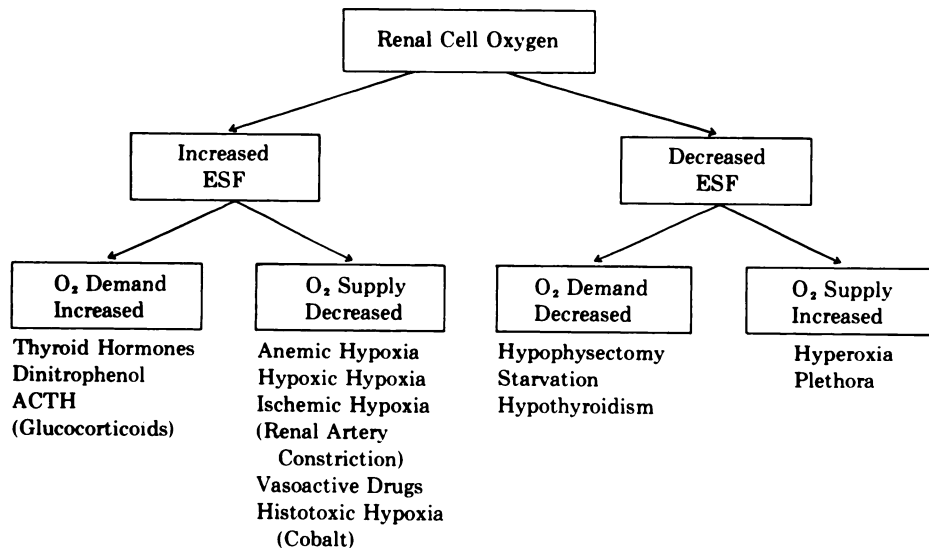 Renal Cell Oxygen
Increased
ESF
Decreased
ESF
O₂ Demand
Increased
O₂ Supply
Decreased
O₂ Demand
Decreased
O₂ Supply
Increased
Thyroid Hormones
Dinitrophenol
ACTH
(Glucocorticoids)
Anemic Hypoxia
Hypoxic Hypoxia
Ischemic Hypoxia
(Renal Artery
Constriction)
Vasoactive Drugs
Histotoxic Hypoxia
(Cobalt)
Hypophysectomy
Starvation
Hypothyroidism
Hyperoxia
Plethora